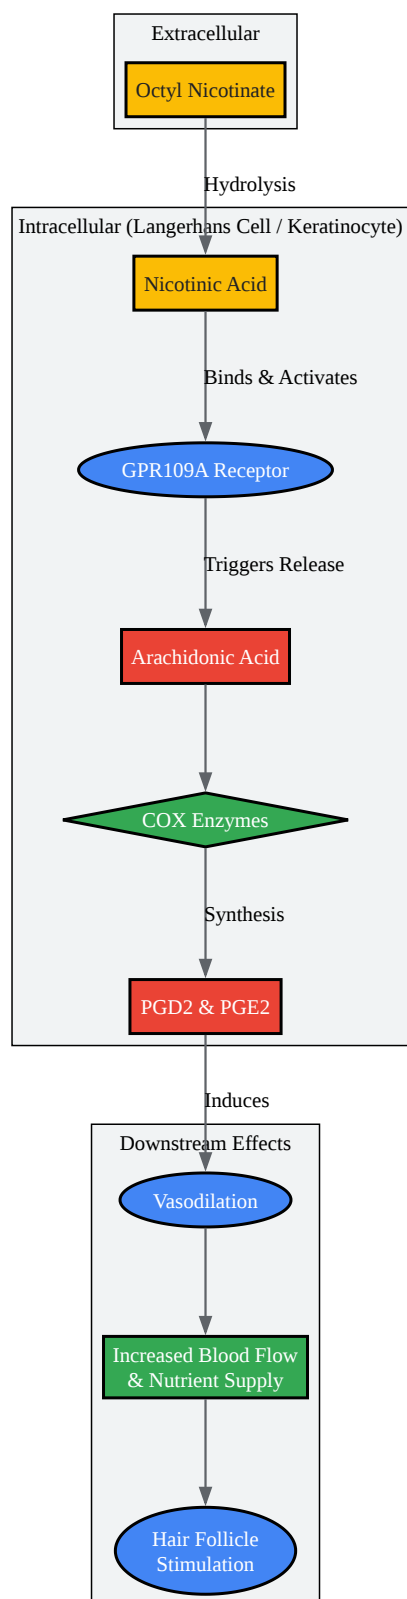 Extracellular
Octyl Nicotinate
Hydrolysis
Intracellular (Langerhans Cell / Keratinocyte)
Nicotinic Acid
Binds & Activates
GPR109A Receptor
Triggers Release
Arachidonic Acid
COX Enzymes
Synthesis
PGD2 & PGE2
Induces
Downstream Effects
Vasodilation
Increased Blood Flow
& Nutrient Supply
Hair Follicle
Stimulation